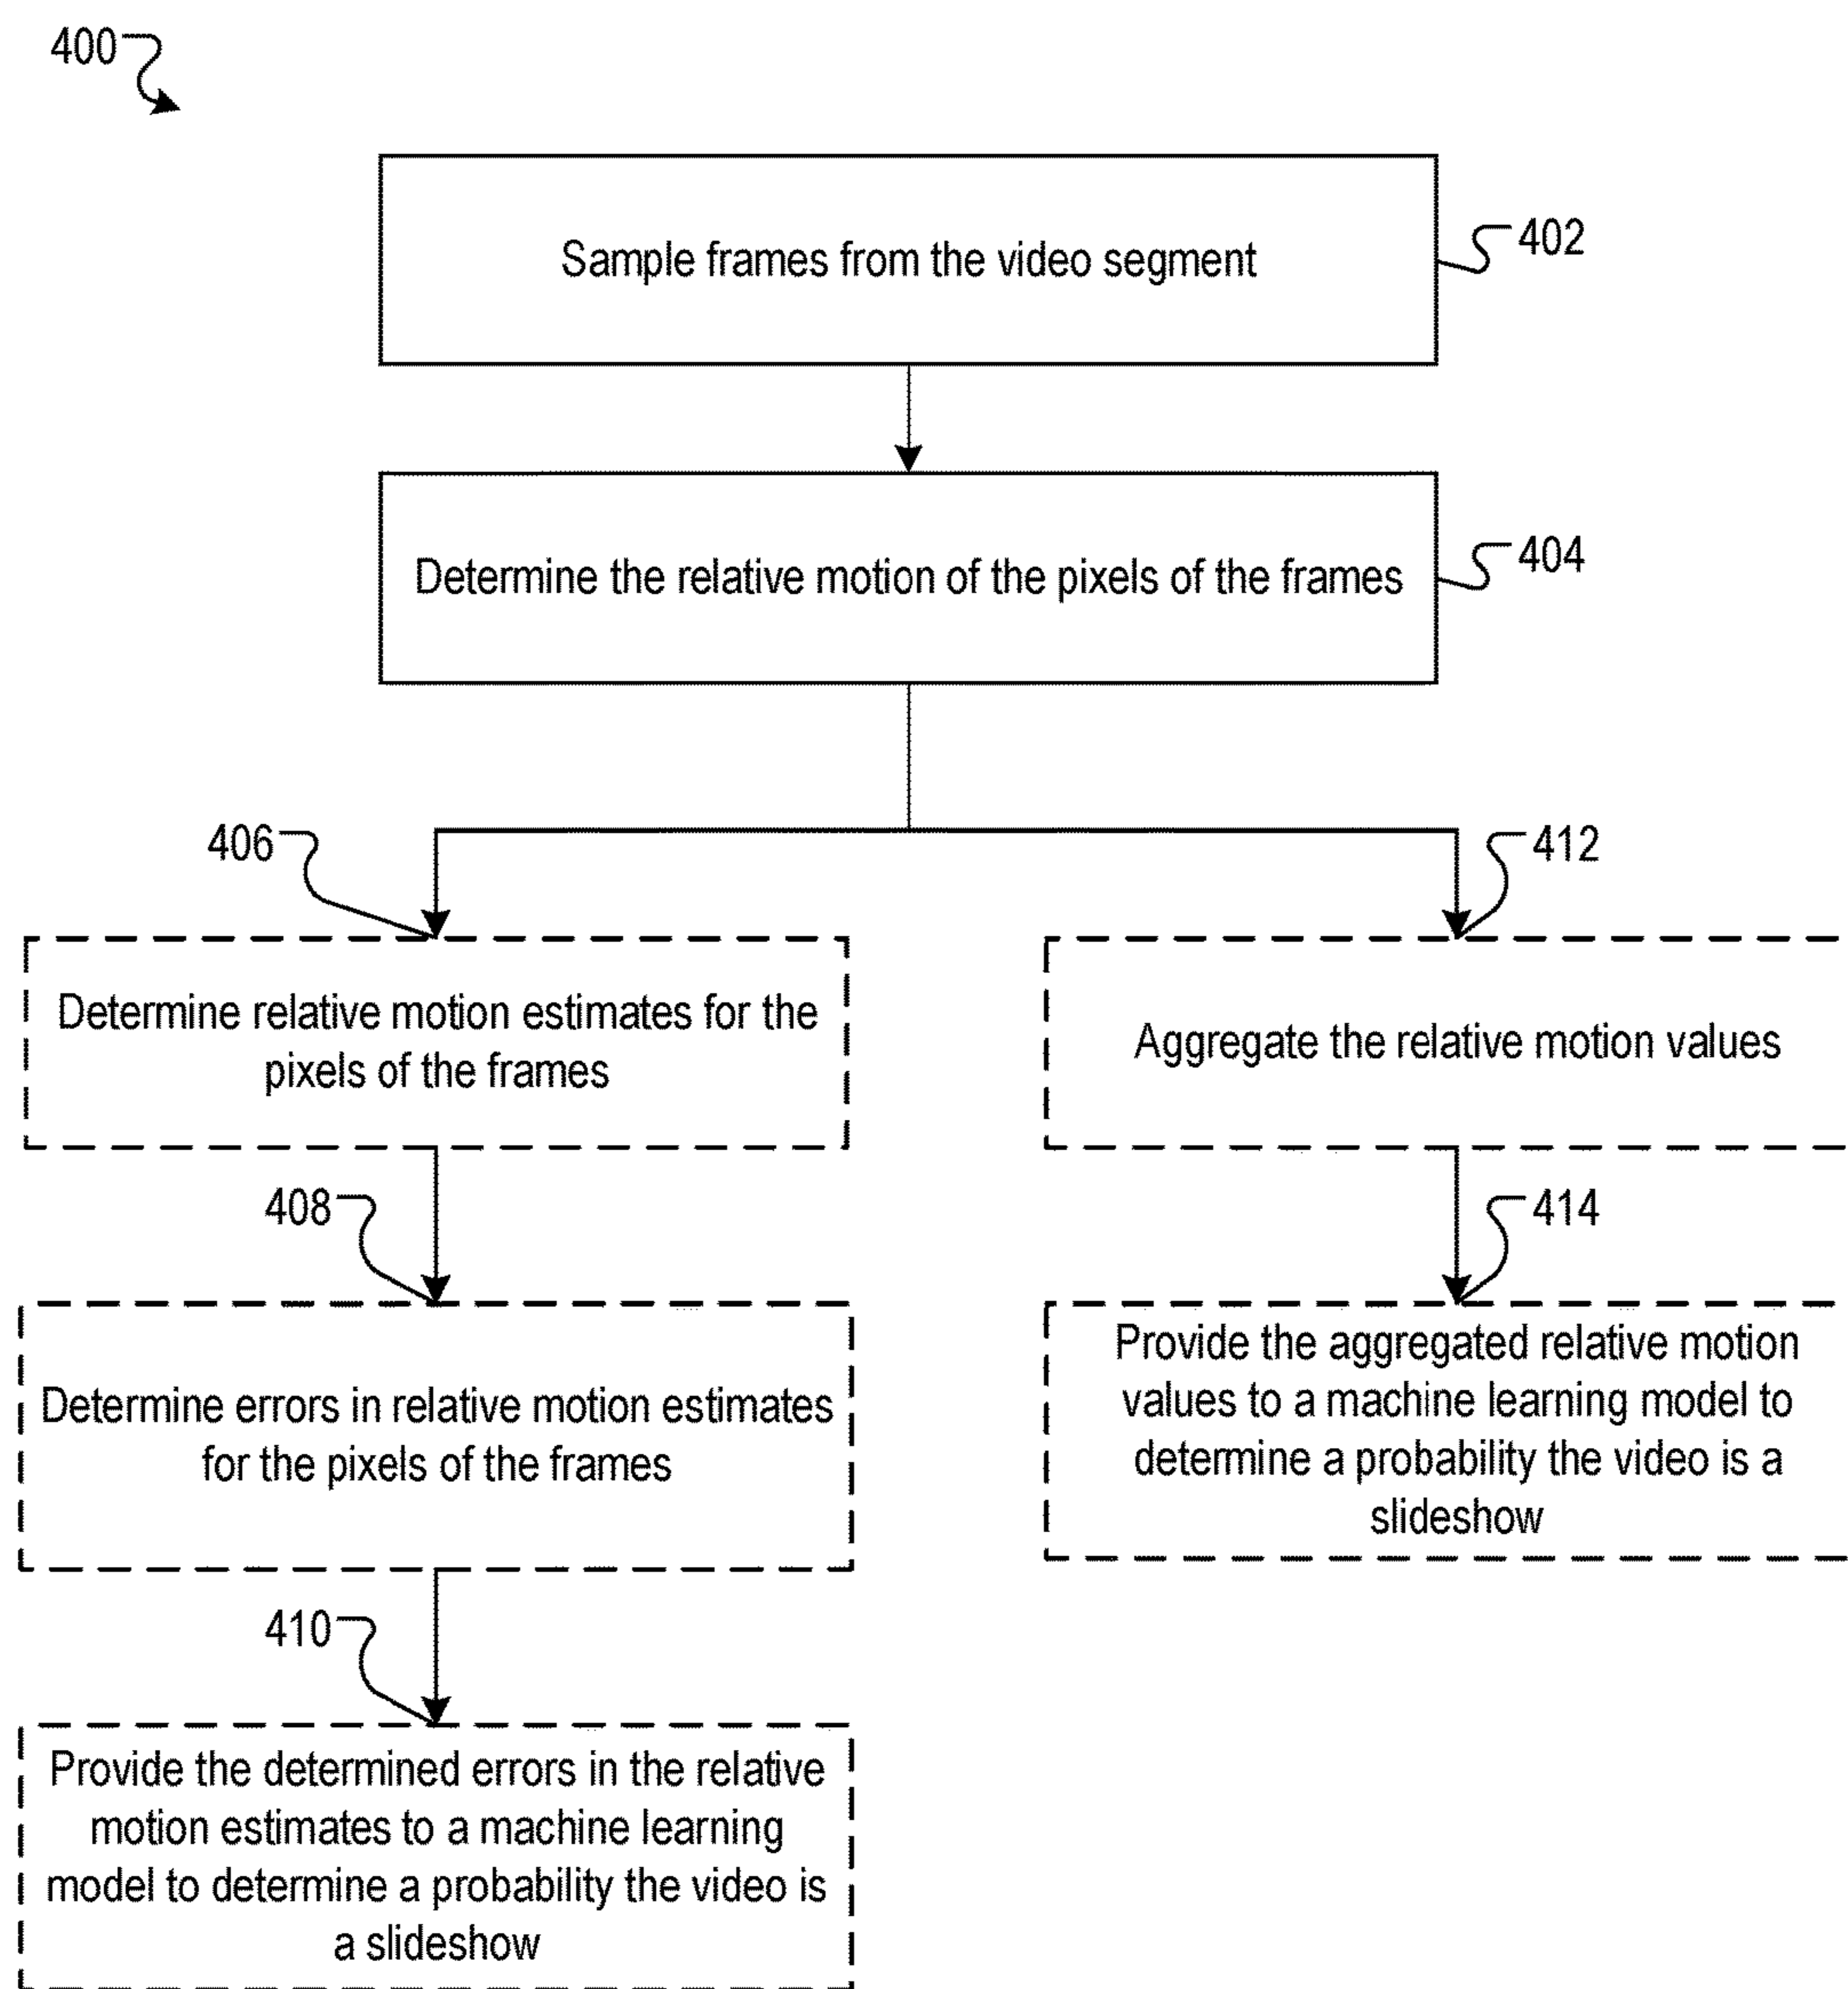 400
Sample frames from the video segment
402
Determine the relative motion of the pixels of the frames
404
406
412
Determine relative motion estimates for the
pixels of the frames
Aggregate the relative motion values
408
414
Determine errors in relative motion estimates
for the pixels of the frames
Provide the aggregated relative motion
values to a machine learning model to
determine a probability the video is a
slideshow
410
Provide the determined errors in the relative
motion estimates to a machine learning
model to determine a probability the video is
a slideshow